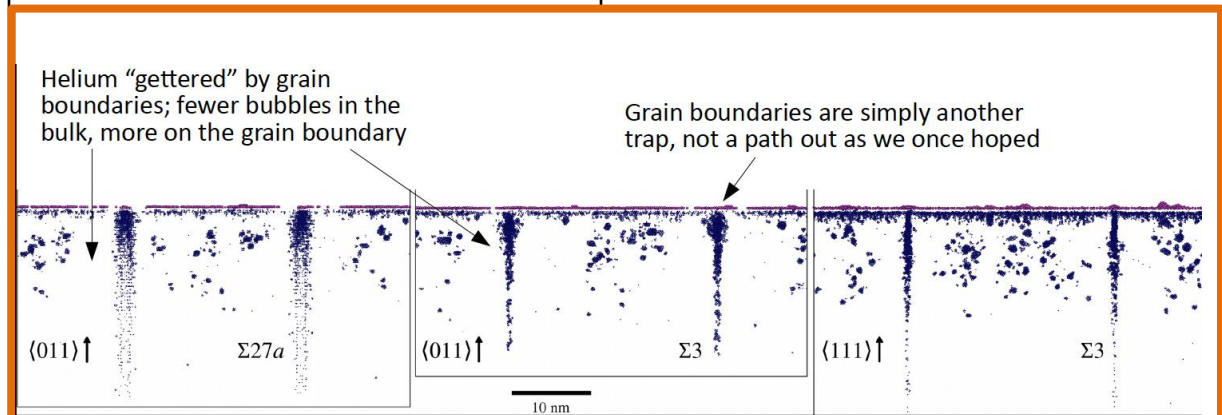 Helium “gettered” by grain
boundaries; fewer bubbles in the
bulk, more on the grain boundary
Grain boundaries are simply another
trap, not a path out as we once hoped
⟨011⟩↑
Σ27a
⟨011⟩↑
Σ3
⟨111⟩↑
Σ3
10 nm